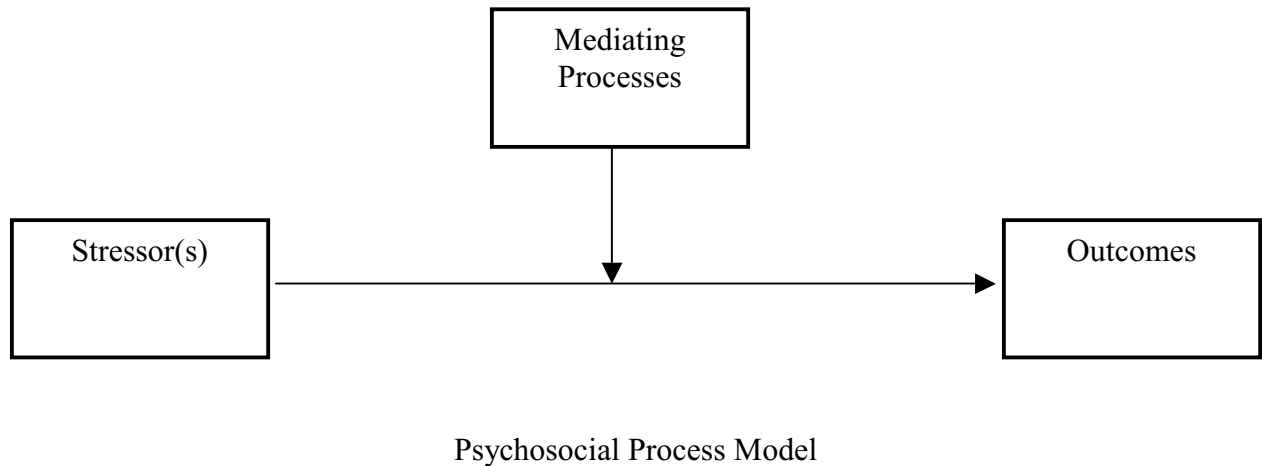 Mediating
Processes
Stressor(s)
Outcomes
Psychosocial Process Model